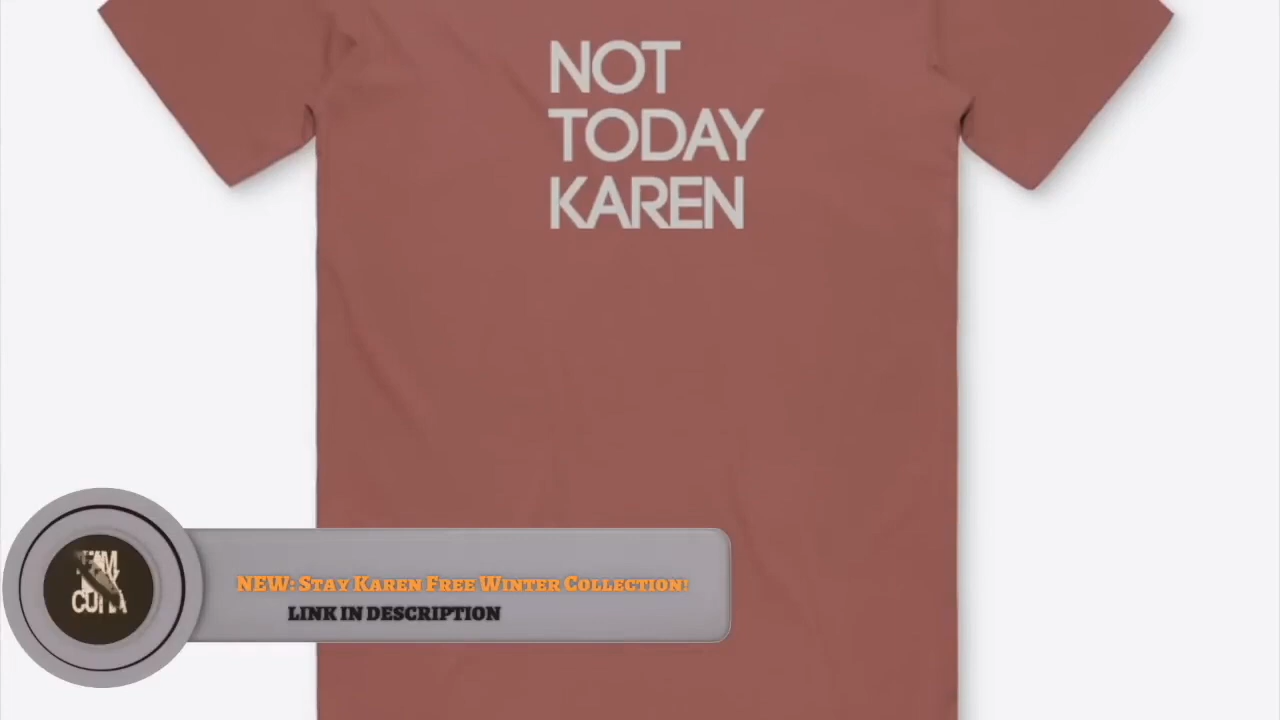 NOT
TODAY
KAREN
NEW: Stay Karen Free Winter Collection!
LINK IN DESCRIPTION